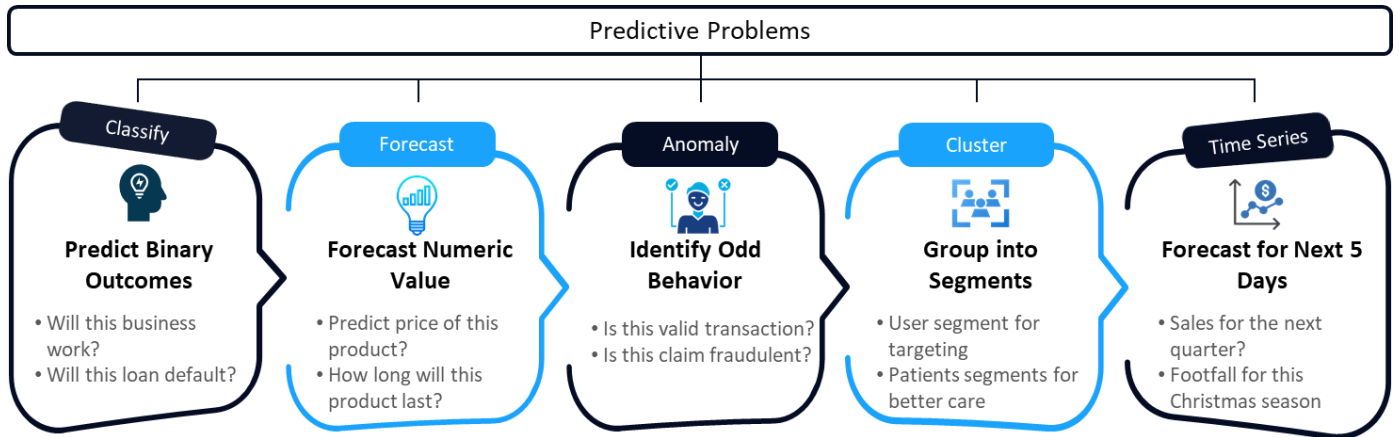 Predictive Problems
Classify
Predict Binary
Outcomes
• Will this business
work?
• Will this loan default?
Forecast
Forecast Numeric
Value
• Predict price of this
product?
• How long will this
product last?
Anomaly
Identify Odd
Behavior
• Is this valid transaction?
• Is this claim fraudulent?
Cluster
Group into
Segments
• User segment for
targeting
• Patients segments for
better care
Time Series
$
Forecast for Next 5
Days
• Sales for the next
quarter?
• Footfall for this
Christmas season